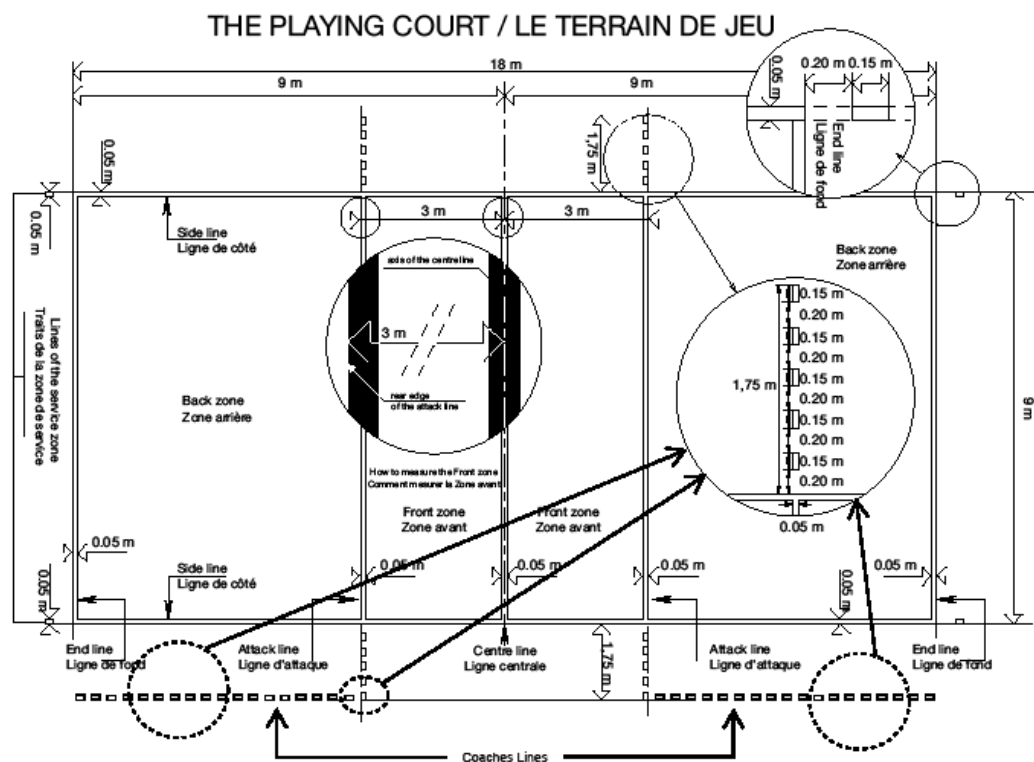 THE PLAYING COURT / LE TERRAIN DE JEU
18 m
9 m
9 m
0.05 m
0.20 m
0.15 m
End line
Ligne de fond
1,75 m
0.05 m
0.05 m
3 m
3 m
Side line
Ligne de côté
Back zone
Zone arrière
axis of the centre line
3 m
rear edge
of the attack line
0.15 m
0.20 m
0.15 m
0.20 m
0.15 m
0.20 m
0.15 m
0.20 m
0.15 m
0.20 m
1,75 m
0.05 m
9 m
Lines of the service zone
Traits de la zone de service
Back zone
Zone arrière
How to measure the Front zone
Comment mesurer la Zone avant
Front zone
Zone avant
Front zone
Zone avant
0.05 m
0.05 m
0.05 m
0.05 m
0.05 m
Side line
Ligne de côté
0.05 m
0.05 m
End line
Ligne de fond
Attack line
Ligne d'attaque
Centre line
Ligne centrale
1,75 m
Attack line
Ligne d'attaque
End line
Ligne de fond
Coaches Lines